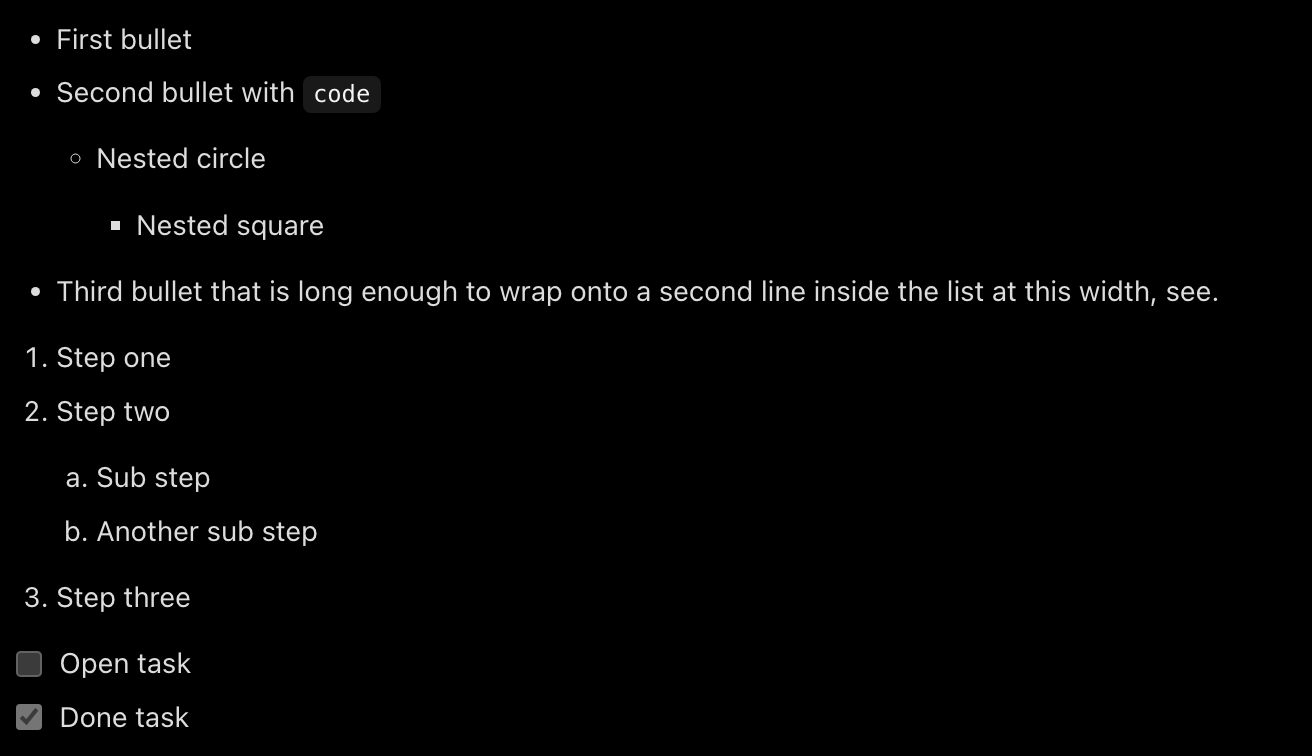 • First bullet
• Second bullet with code
◦ Nested circle
▪ Nested square
• Third bullet that is long enough to wrap onto a second line inside the list at this width, see.
1. Step one
2. Step two
a. Sub step
b. Another sub step
3. Step three
☐ Open task
☑ Done task